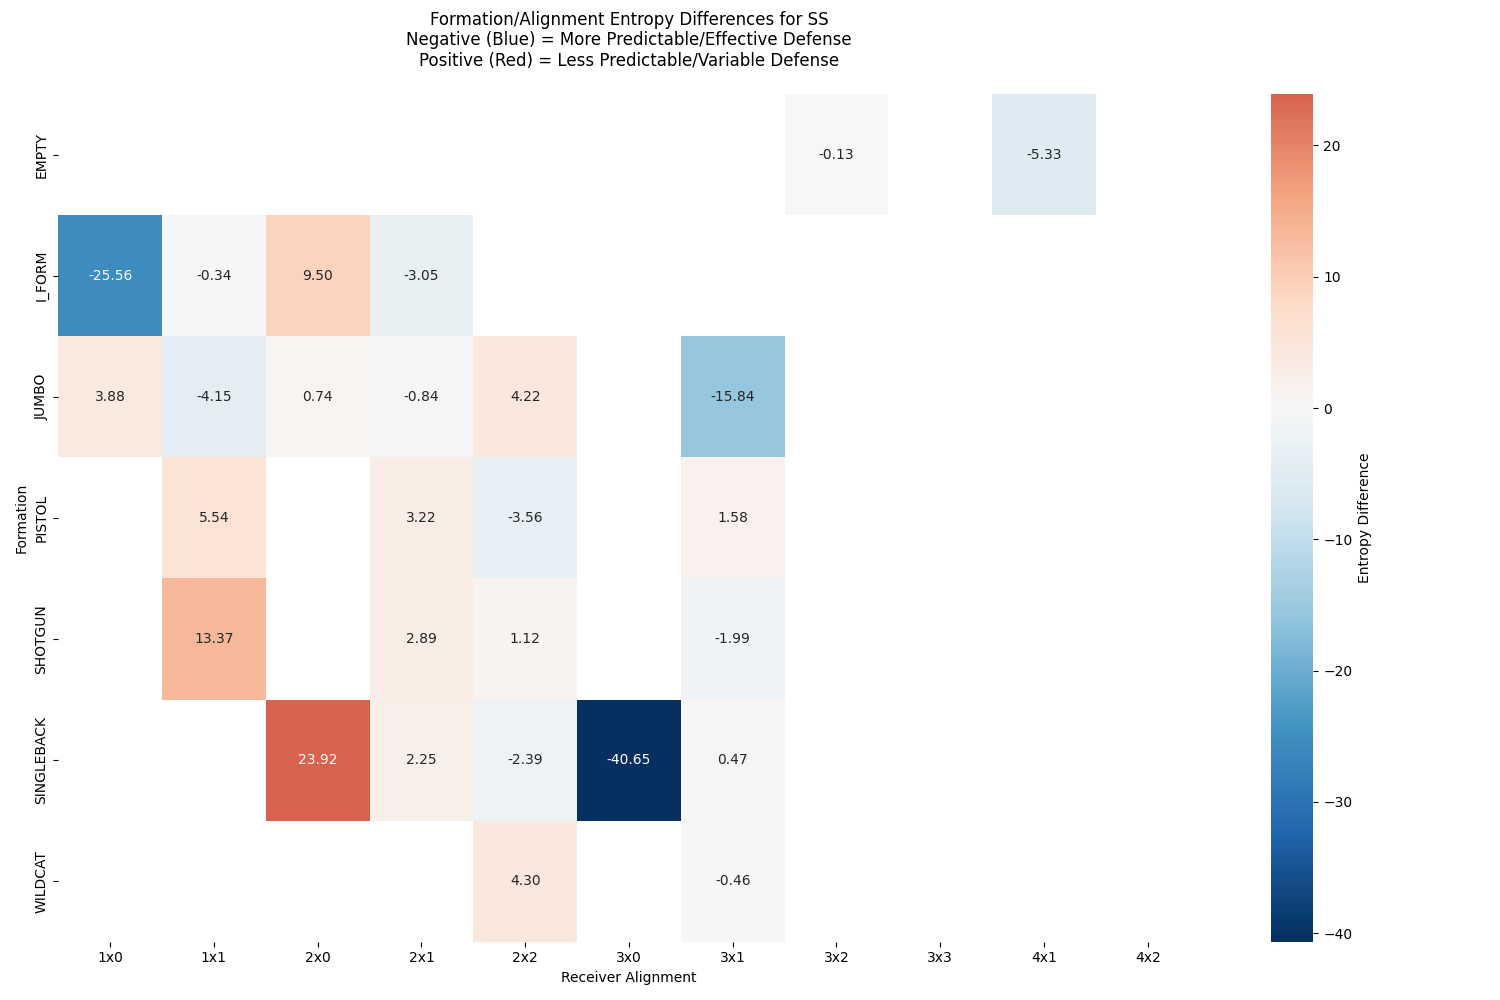 Formation/Alignment Entropy Differences for SS
Negative (Blue) = More Predictable/Effective Defense
Positive (Red) = Less Predictable/Variable Defense
Formation
EMPTY
-0.13
-5.33
I_FORM
-25.56
-0.34
9.50
-3.05
JUMBO
3.88
-4.15
0.74
-0.84
4.22
-15.84
PISTOL
5.54
3.22
-3.56
1.58
SHOTGUN
13.37
2.89
1.12
-1.99
SINGLEBACK
23.92
2.25
-2.39
-40.65
0.47
WILDCAT
4.30
-0.46
1x0
1x1
2x0
2x1
2x2
3x0
3x1
3x2
3x3
4x1
4x2
Receiver Alignment
20
10
0
−10
−20
−30
−40
Entropy Difference